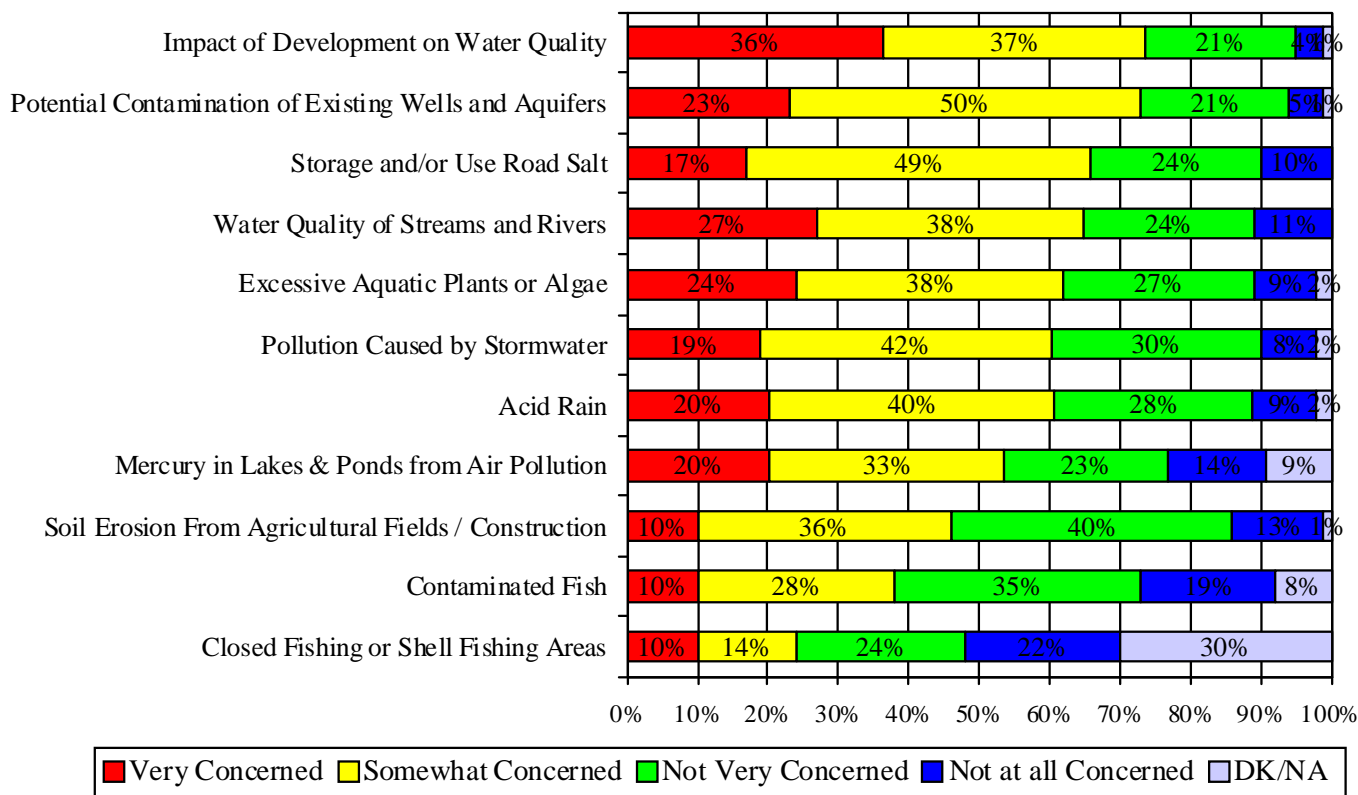 Impact of Development on Water Quality 36% 37% 21% 4% 1%
Potential Contamination of Existing Wells and Aquifers 23% 50% 21% 5% 1%
Storage and/or Use Road Salt 17% 49% 24% 10%
Water Quality of Streams and Rivers 27% 38% 24% 11%
Excessive Aquatic Plants or Algae 24% 38% 27% 9% 2%
Pollution Caused by Stormwater 19% 42% 30% 8% 2%
Acid Rain 20% 40% 28% 9% 2%
Mercury in Lakes & Ponds from Air Pollution 20% 33% 23% 14% 9%
Soil Erosion From Agricultural Fields / Construction 10% 36% 40% 13% 1%
Contaminated Fish 10% 28% 35% 19% 8%
Closed Fishing or Shell Fishing Areas 10% 14% 24% 22% 30%
0% 10% 20% 30% 40% 50% 60% 70% 80% 90% 100%
Very Concerned Somewhat Concerned Not Very Concerned Not at all Concerned DK/NA